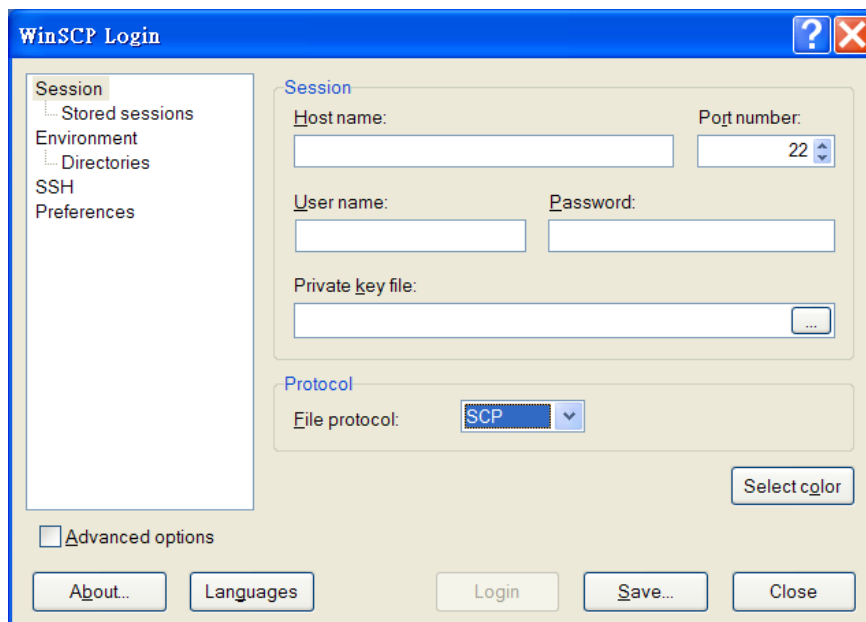 WinSCP Login
Session
Stored sessions
Environment
Directories
SSH
Preferences
Session
Host name: Port number:
22
User name: Password:
Private key file:
...
Protocol
File protocol: SCP
Select color
Advanced options
About... Languages Login Save... Close